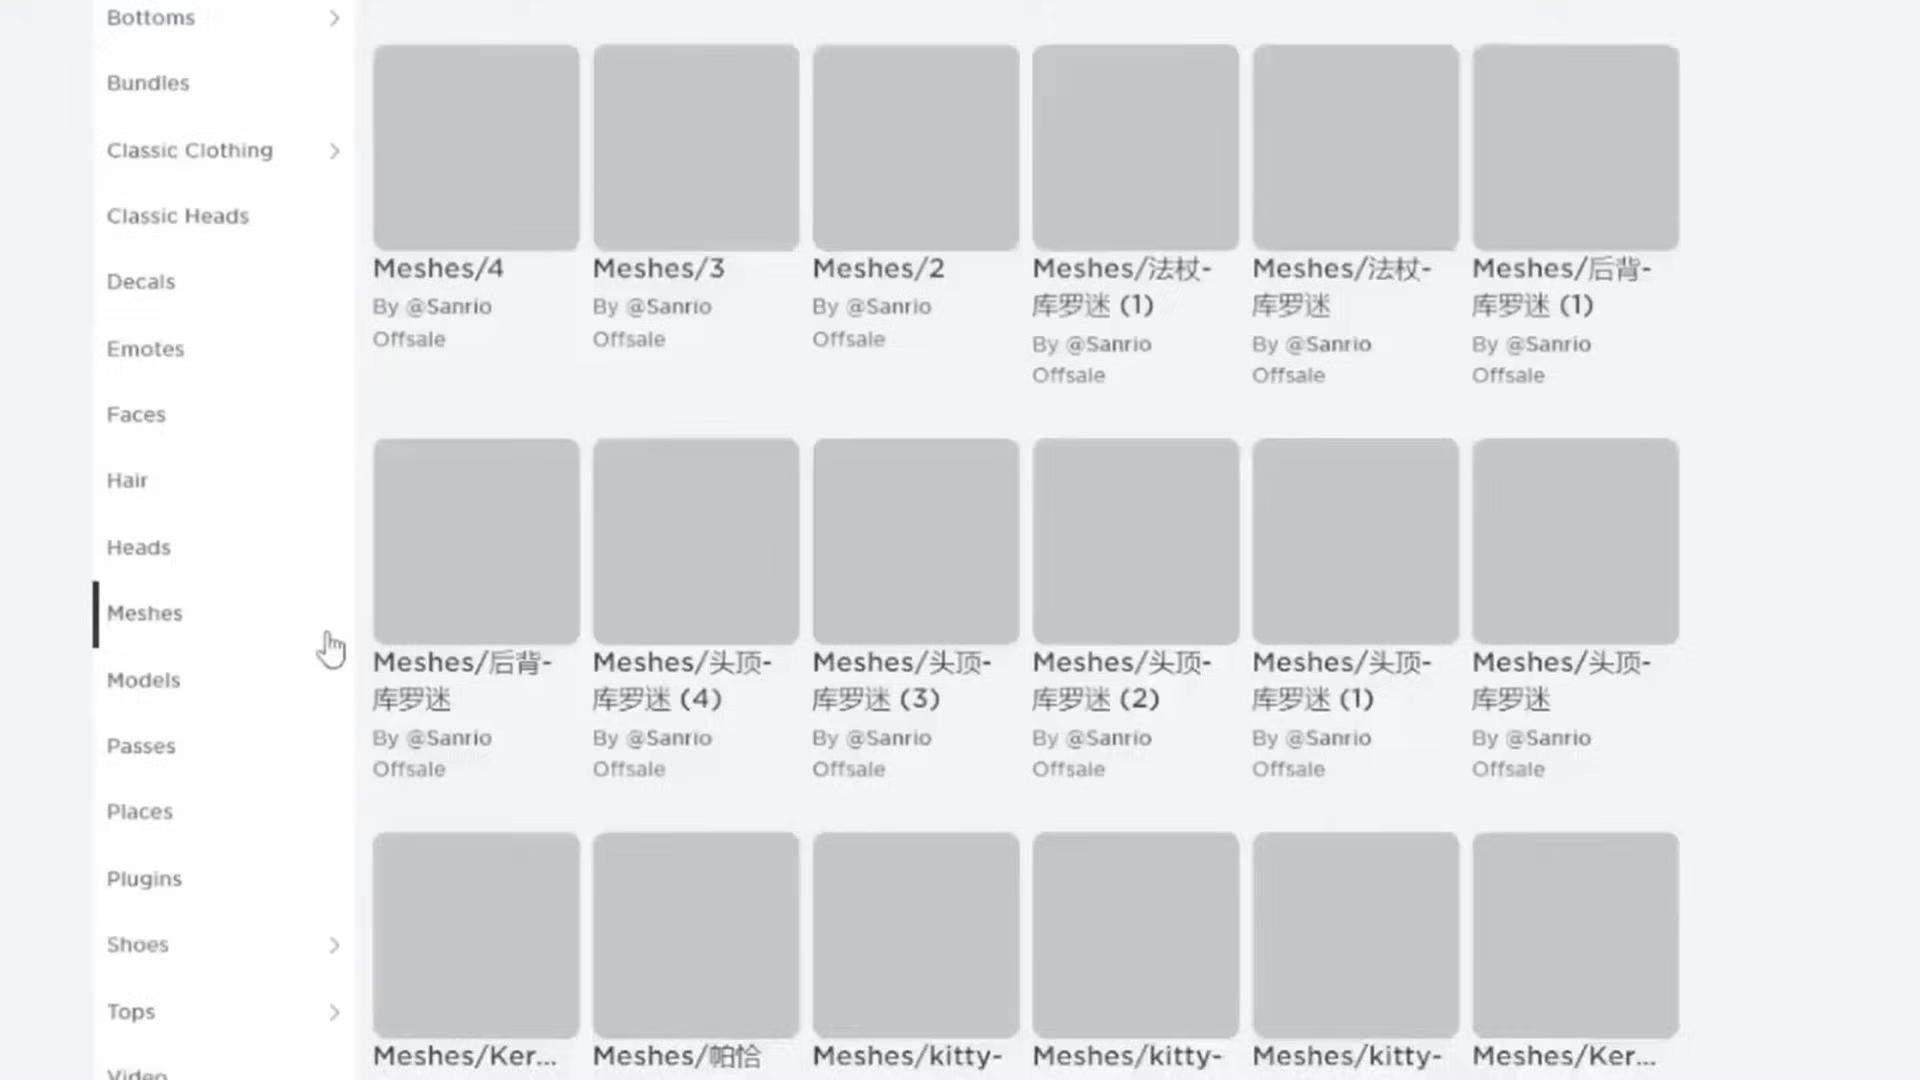 Bottoms
Bundles
Classic Clothing
Classic Heads
Decals
Emotes
Faces
Hair
Heads
Meshes
Models
Passes
Places
Plugins
Shoes
Tops
Video
Meshes/4
By @Sanrio
Offsale
Meshes/3
By @Sanrio
Offsale
Meshes/2
By @Sanrio
Offsale
Meshes/法杖-
库罗迷 (1)
By @Sanrio
Offsale
Meshes/法杖-
库罗迷
By @Sanrio
Offsale
Meshes/后背-
库罗迷 (1)
By @Sanrio
Offsale
Meshes/后背-
库罗迷
By @Sanrio
Offsale
Meshes/头顶-
库罗迷 (4)
By @Sanrio
Offsale
Meshes/头顶-
库罗迷 (3)
By @Sanrio
Offsale
Meshes/头顶-
库罗迷 (2)
By @Sanrio
Offsale
Meshes/头顶-
库罗迷 (1)
By @Sanrio
Offsale
Meshes/头顶-
库罗迷
By @Sanrio
Offsale
Meshes/Ker...
Meshes/帕恰
Meshes/kitty-
Meshes/kitty-
Meshes/kitty-
Meshes/Ker...